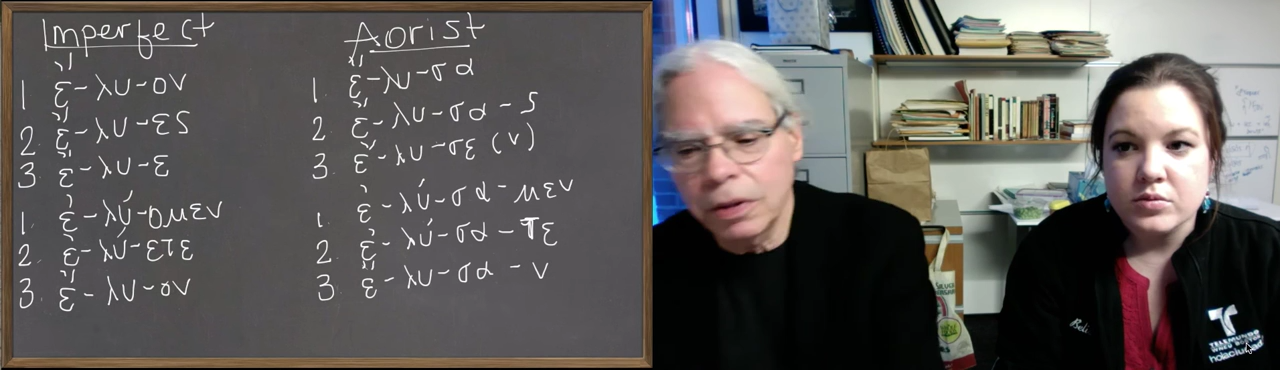 Imperfect
1 ἔ-λυ-ον
2. ἔ-λυ-ες
3. ἔ-λυ-ε
1. ἐ-λύ-ομεν
2. ἐ-λύ-ετε
3. ἔ-λυ-ον
Aorist
1. ἔ-λυ-σα
2. ἔ-λυ-σα-ς
3. ἔ-λυ-σε (ν)
1. ἐ-λύ-σα-μεν
2. ἐ-λύ-σα-τε
3. ἔ-λυ-σα-ν
TELEMUNDO
holaciudad